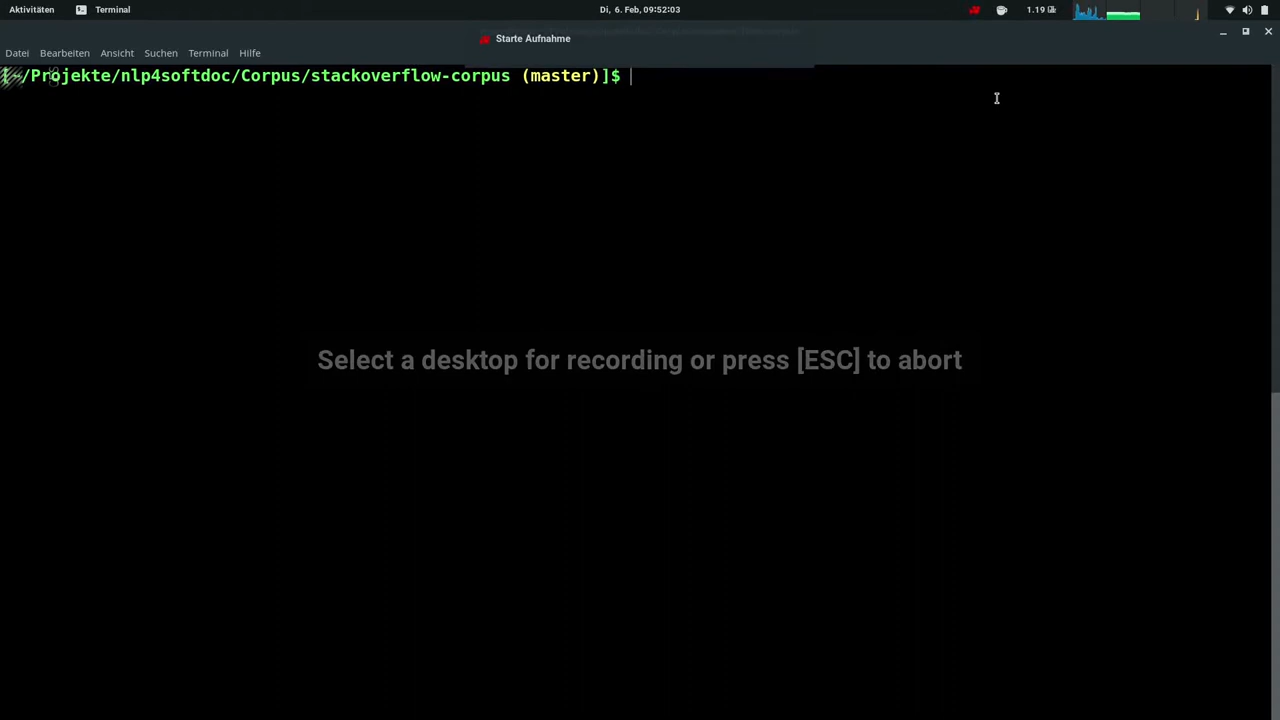 Aktivitäten Terminal Di, 6. Feb, 09:52:03 1.19
Starte Aufnahme
Datei Bearbeiten Ansicht Suchen Terminal Hilfe
[~/Projekte/nlp4softdoc/Corpus/stackoverflow-corpus (master)]$
Select a desktop for recording or press [ESC] to abort